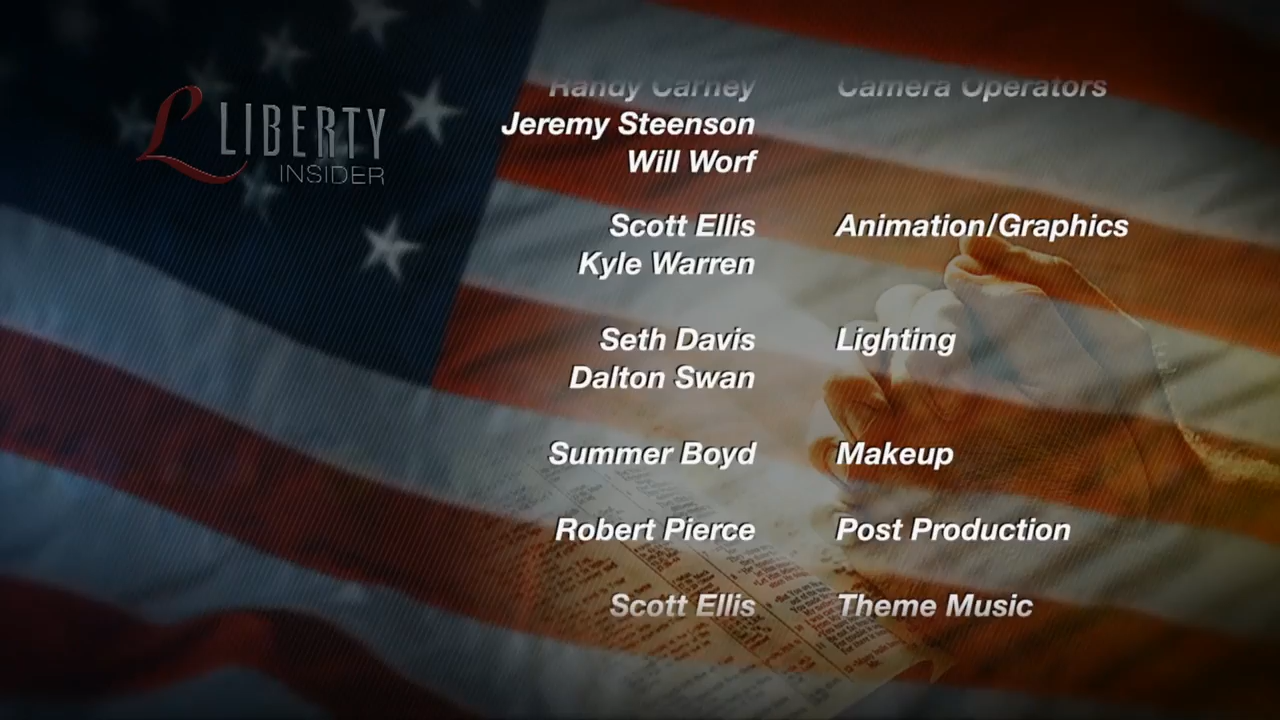 LIBERTY
INSIDER
Randy Carney Camera Operators
Jeremy Steenson
Will Worf
Scott Ellis Animation/Graphics
Kyle Warren
Seth Davis Lighting
Dalton Swan
Summer Boyd Makeup
Robert Pierce Post Production
Scott Ellis Theme Music